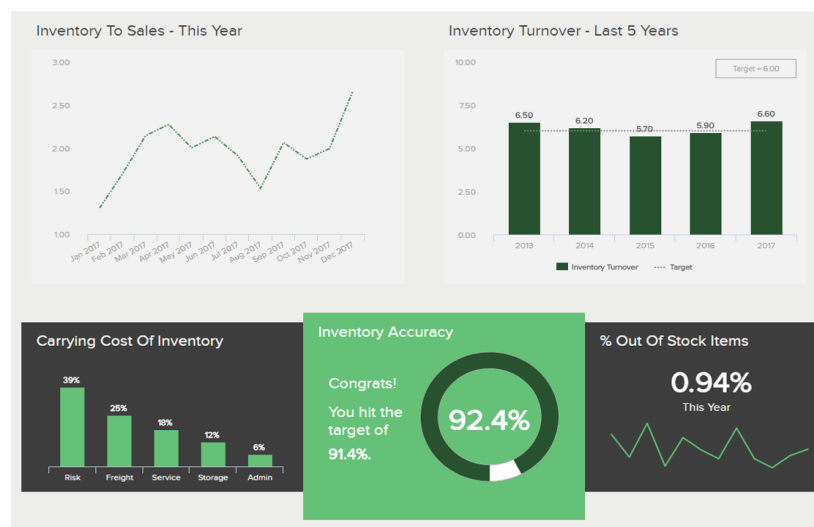 Inventory To Sales - This Year
3.00
2.50
2.00
1.50
1.00
Jan 2017 Feb 2017 Mar 2017 Apr 2017 May 2017 Jun 2017 Jul 2017 Aug 2017 Sep 2017 Oct 2017 Nov 2017 Dec 2017
Inventory Turnover - Last 5 Years
10.00
7.50
5.00
2.50
0.00
Target = 6.00
6.50 6.20 5.70 5.90 6.60
2013 2014 2015 2016 2017
Inventory Turnover Target
Carrying Cost Of Inventory
39% 25% 18% 12% 6%
Risk Freight Service Storage Admin
Inventory Accuracy
Congrats!
You hit the
target of
91.4%.
92.4%
% Out Of Stock Items
0.94%
This Year